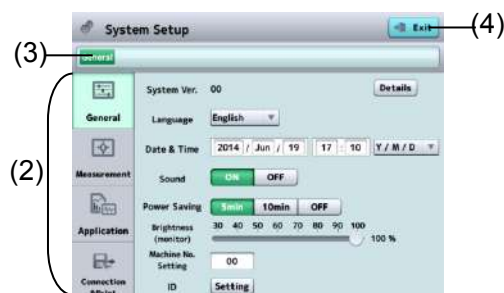 System Setup
Exit
(4)
(3)
General
(2)
General
Measurement
Application
Connection
&Print
System Ver. 00 Details
Language English
Date & Time 2014 / Jun / 19 17 : 10 Y / M / D
Sound ON OFF
Power Saving 5min 10min OFF
Brightness (monitor) 30 40 50 60 70 80 90 100
100 %
Machine No. Setting 00
ID Setting